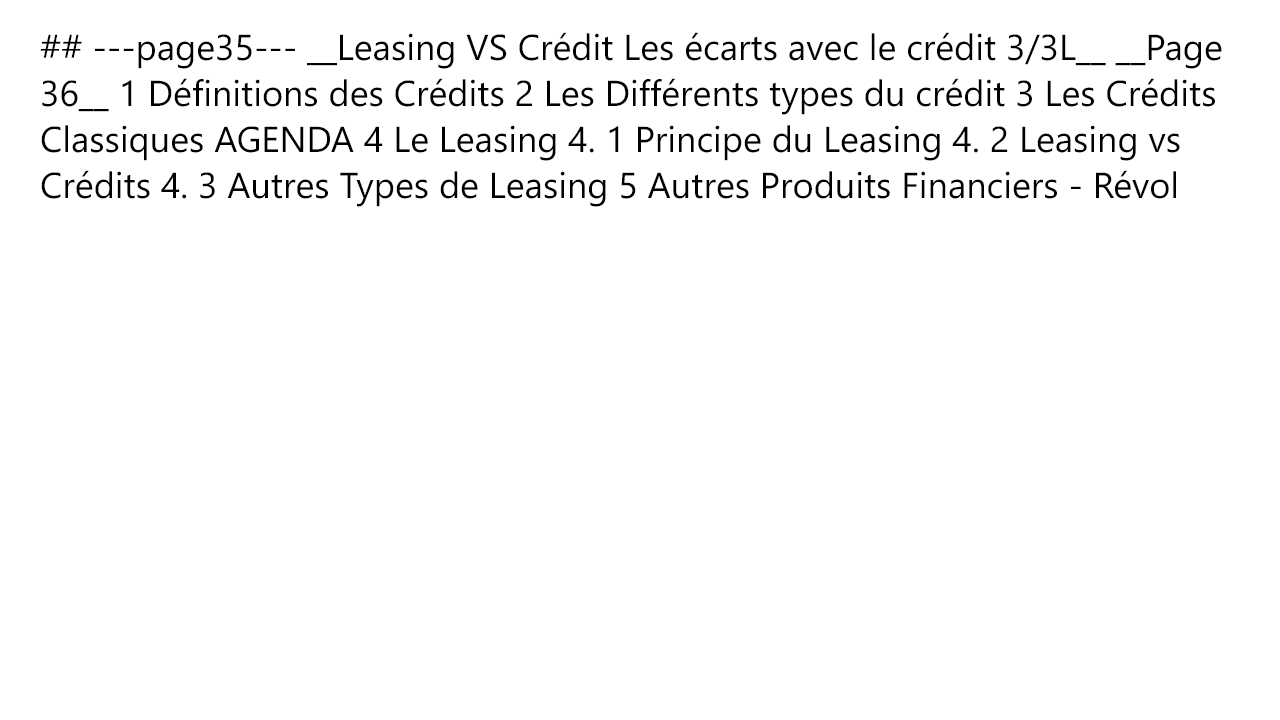 ## ---page35--- __Leasing VS Crédit Les écarts avec le crédit 3/3L__ __Page
36__ 1 Définitions des Crédits 2 Les Différents types du crédit 3 Les Crédits
Classiques AGENDA 4 Le Leasing 4. 1 Principe du Leasing 4. 2 Leasing vs
Crédits 4. 3 Autres Types de Leasing 5 Autres Produits Financiers - Révol